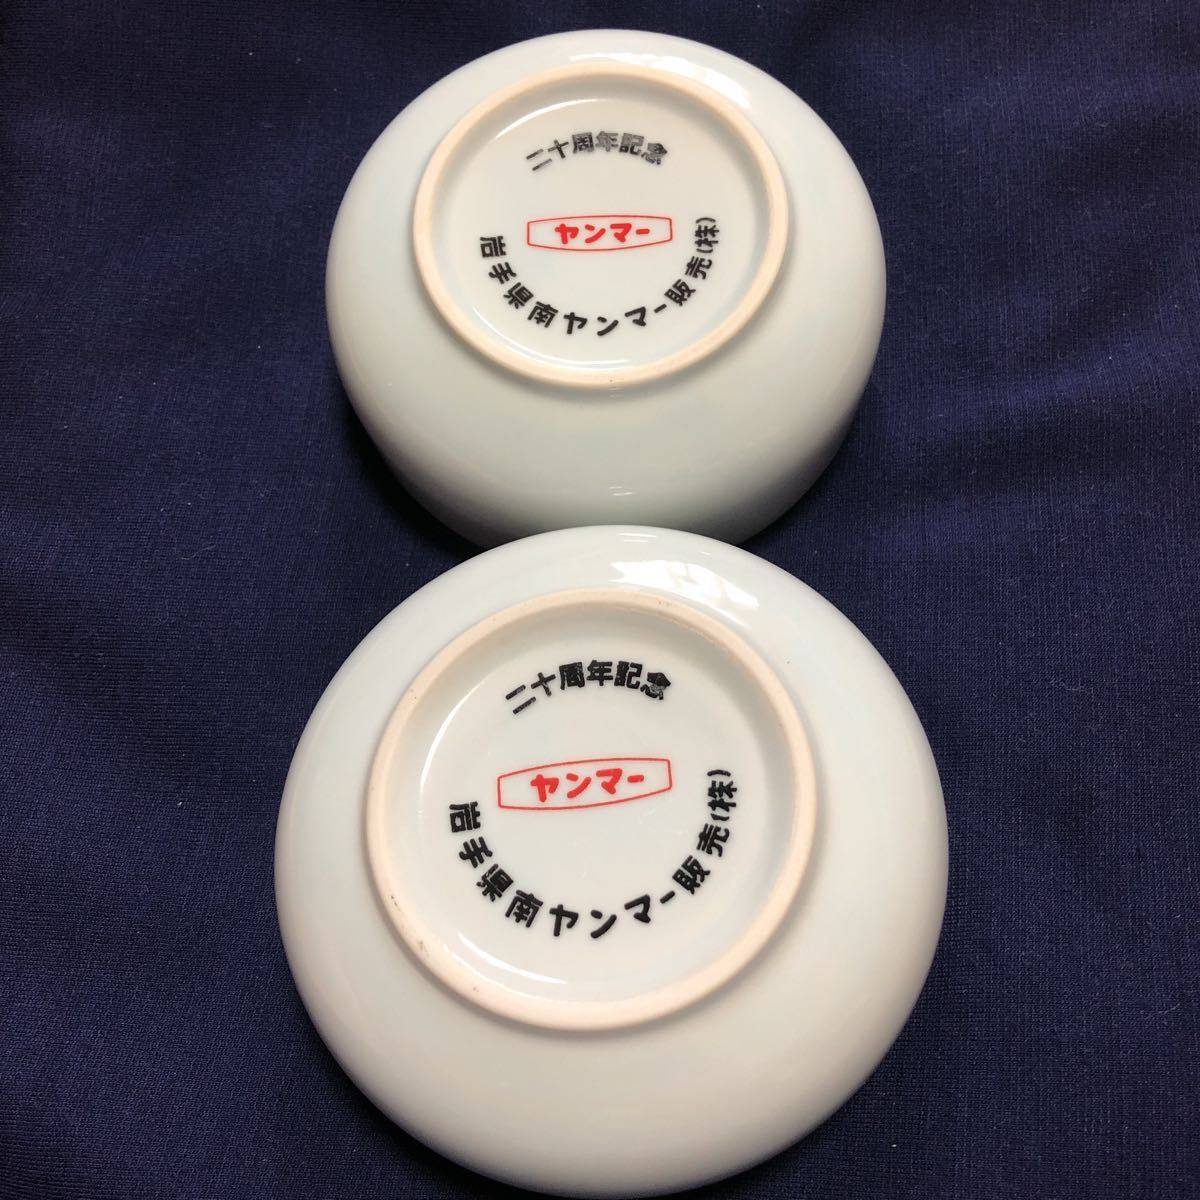 二十周年記念
ヤンマー
岩手県南ヤンマー販売(株)
二十周年記念
ヤンマー
岩手県南ヤンマー販売(株)